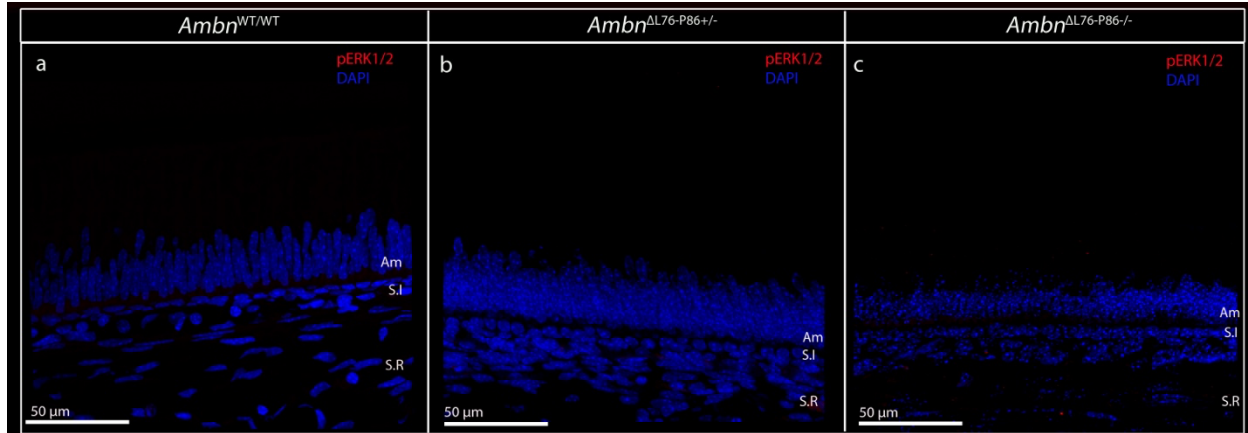 Ambn^WT/WT
Ambn^ΔL76-P86+/-
Ambn^ΔL76-P86-/-
a
pERK1/2
DAPI
Am
S.I
S.R
50 µm
b
pERK1/2
DAPI
Am
S.I
S.R
50 µm
c
pERK1/2
DAPI
Am
S.I
S.R
50 µm